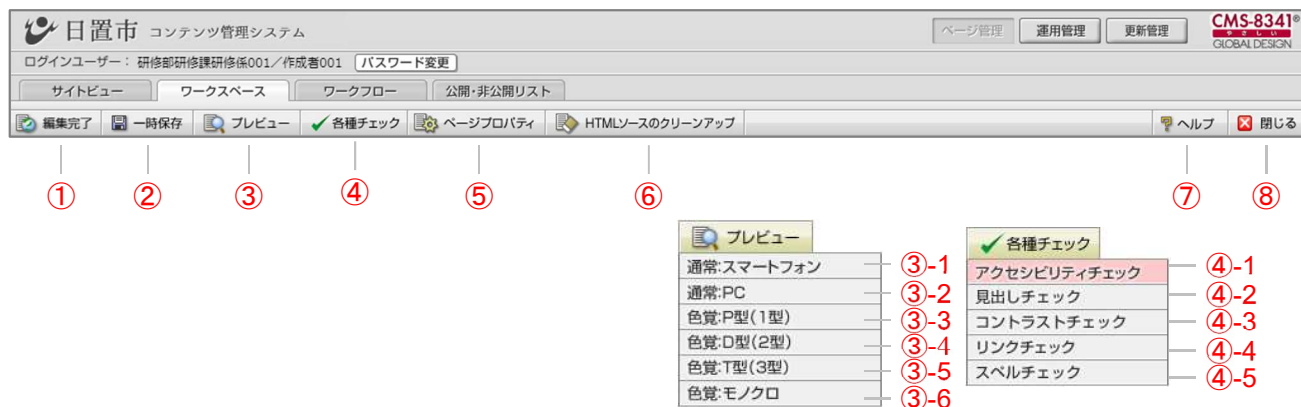 日置市 コンテンツ管理システム ページ管理 運用管理 更新管理 CMS-8341®
やさしい
GLOBAL DESIGN
ログインユーザー： 研修部研修課研修係001／作成者001 パスワード変更
サイトビュー ワークスペース ワークフロー 公開・非公開リスト
編集完了 一時保存 プレビュー 各種チェック ページプロパティ HTMLソースのクリーンアップ ヘルプ 閉じる
① ② ③ ④ ⑤ ⑥ ⑦ ⑧
プレビュー
通常:スマートフォン ③-1
通常:PC ③-2
色覚:P型(1型) ③-3
色覚:D型(2型) ③-4
色覚:T型(3型) ③-5
色覚:モノクロ ③-6
各種チェック
アクセシビリティチェック ④-1
見出しチェック ④-2
コントラストチェック ④-3
リンクチェック ④-4
スペルチェック ④-5